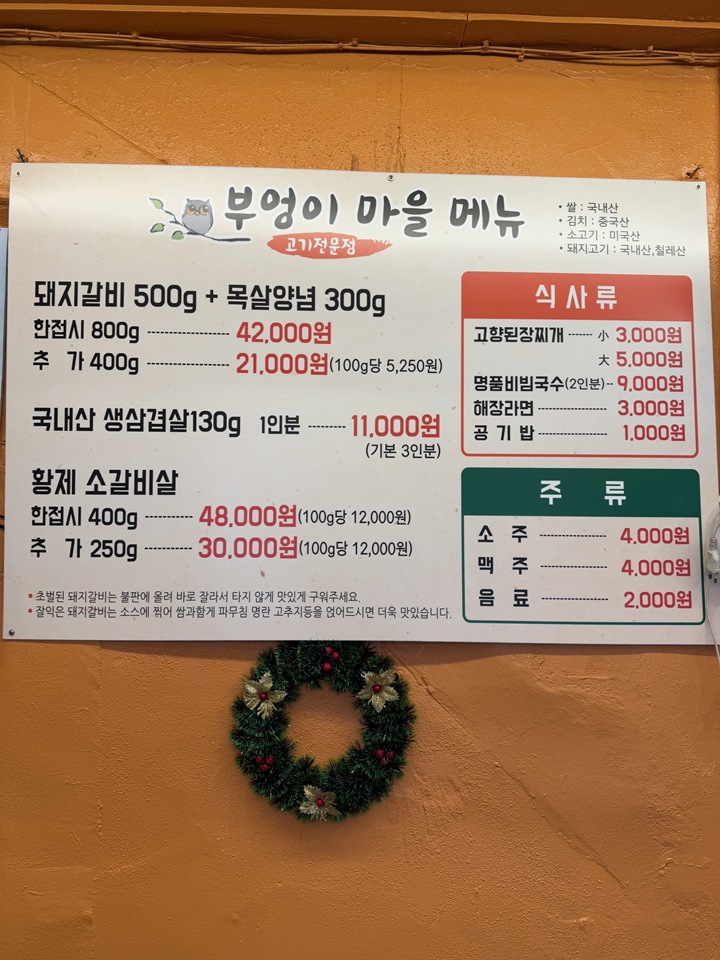 부엉이 마을 메뉴
고기전문점
• 쌀 : 국내산
• 김치 : 중국산
• 소고기 : 미국산
• 돼지고기 : 국내산,칠레산
돼지갈비 500g + 목살양념 300g
한접시 800g ---------- 42,000원
추 가 400g ---------- 21,000원(100g당 5,250원)
국내산 생삼겹살130g 1인분 -------- 11,000원
(기본 3인분)
황제 소갈비살
한접시 400g ---------- 48,000원(100g당 12,000원)
추 가 250g ---------- 30,000원(100g당 12,000원)
• 초벌된 돼지갈비는 불판에 올려 바로 잘라서 타지 않게 맛있게 구워주세요.
• 잘익은 돼지갈비는 소스에 찍어 쌈과함게 파무침 명란 고추지등을 얹어드시면 더욱 맛있습니다.
식사류
고향된장찌개 ------ 小 3,000원
大 5,000원
명품비빔국수(2인분)-- 9,000원
해장라면 ---------- 3,000원
공 기 밥 ---------- 1,000원
주 류
소 주 ---------- 4,000원
맥 주 ---------- 4,000원
음 료 ---------- 2,000원